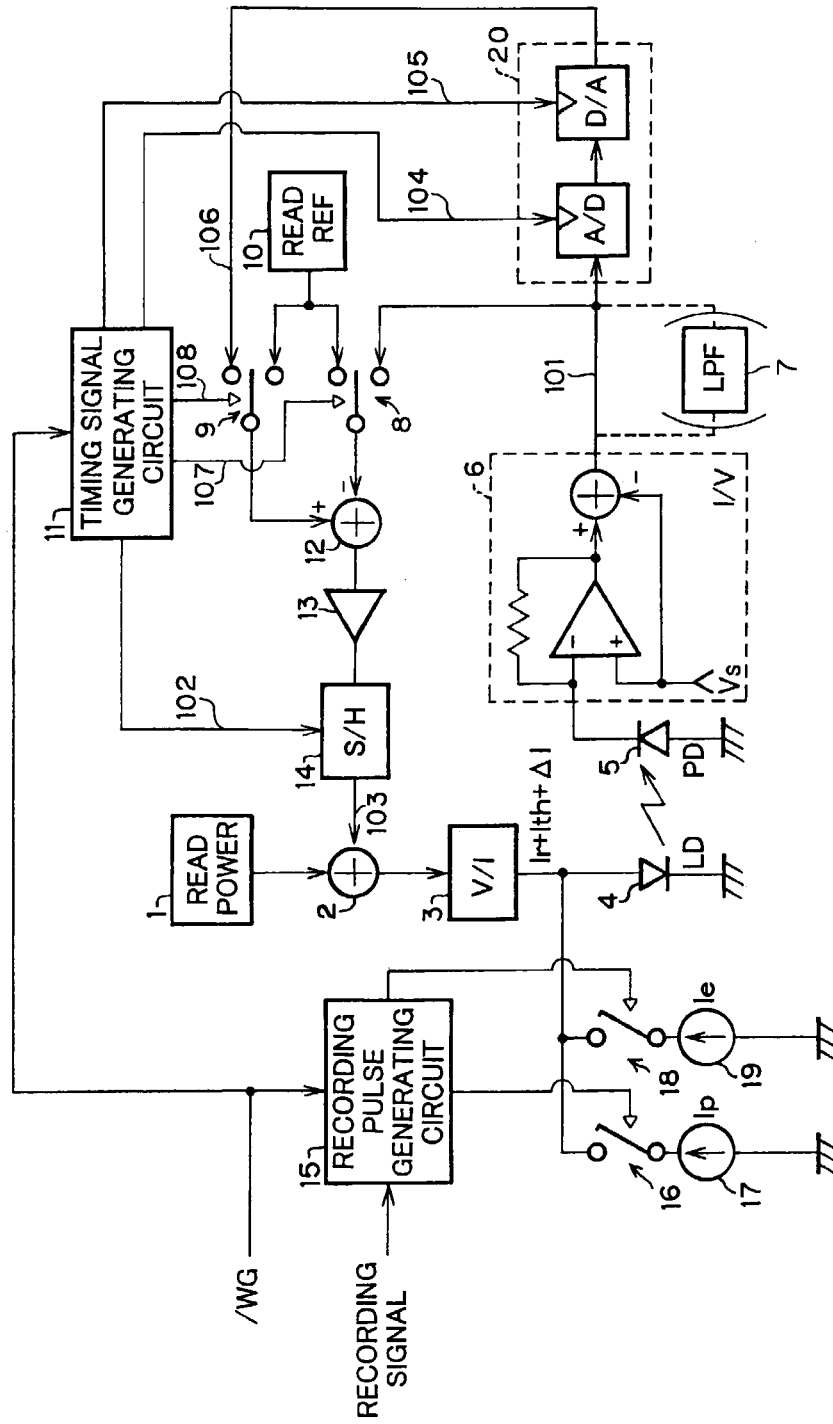 /WG
RECORDING
SIGNAL
15
RECORDING
PULSE
GENERATING
CIRCUIT
16
Ip
17
18
Ie
19
1
READ
POWER
2
3
V/I
Ir+Ith+ΔI
4
LD
5
PD
103
14
S/H
102
13
12
+
-
11
TIMING SIGNAL
GENERATING
CIRCUIT
107
108
9
8
10
READ
REF
106
104
105
20
A/D
D/A
101
LPF
7
6
I/V
+
-
-
+
Vs